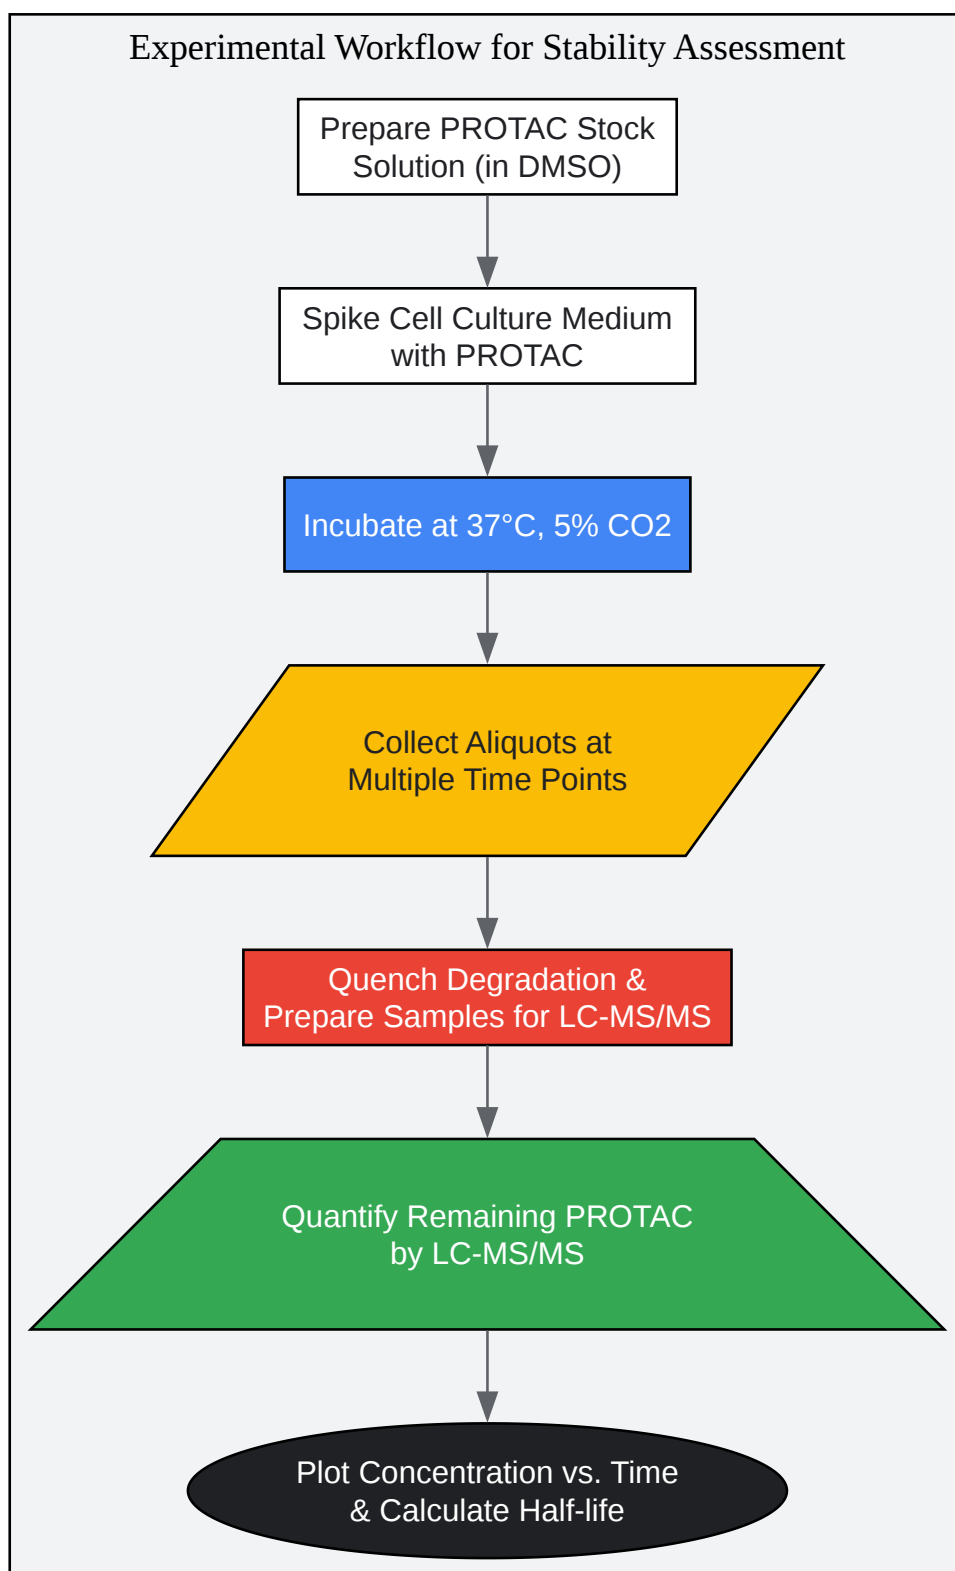 Experimental Workflow for Stability Assessment
Prepare PROTAC Stock
Solution (in DMSO)
Spike Cell Culture Medium
with PROTAC
Incubate at 37°C, 5% CO2
Collect Aliquots at
Multiple Time Points
Quench Degradation &
Prepare Samples for LC-MS/MS
Quantify Remaining PROTAC
by LC-MS/MS
Plot Concentration vs. Time
& Calculate Half-life